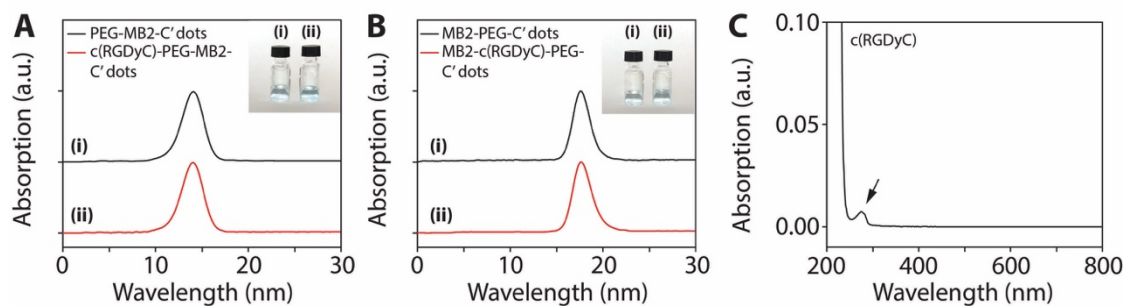 A
PEG-MB2-C′ dots
c(RGDyC)-PEG-MB2-
C′ dots
(i) (ii)
(i)
(ii)
Absorption (a.u.)
0 10 20 30
Wavelength (nm)
B
MB2-PEG-C′ dots
MB2-c(RGDyC)-PEG-
C′ dots
(i) (ii)
(i)
(ii)
Absorption (a.u.)
0 10 20 30
Wavelength (nm)
C
c(RGDyC)
0.10
0.05
0.00
Absorption (a.u.)
200 400 600 800
Wavelength (nm)